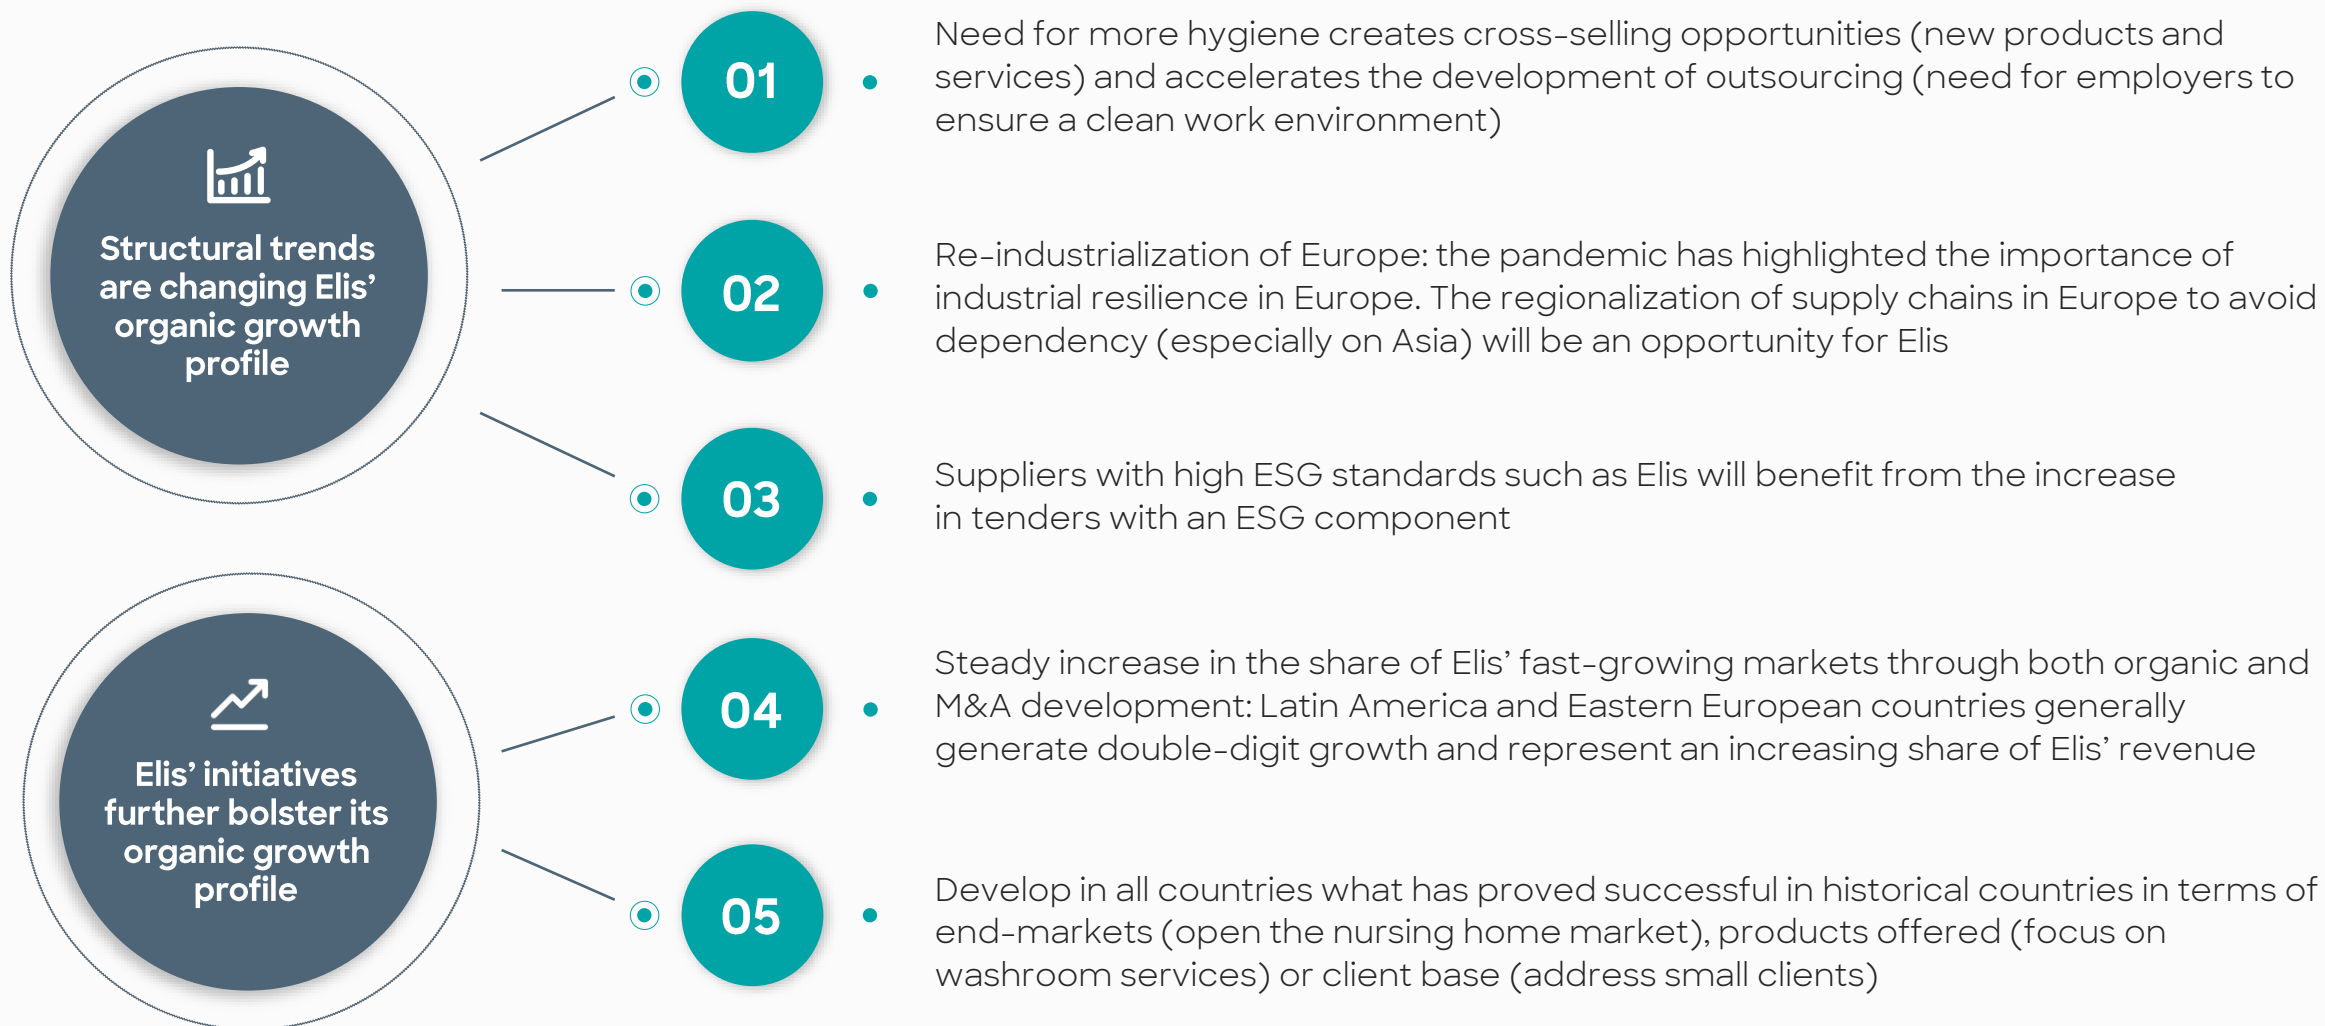 Structural trends
are changing Elis’
organic growth
profile
01
Need for more hygiene creates cross-selling opportunities (new products and
services) and accelerates the development of outsourcing (need for employers to
ensure a clean work environment)
02
Re-industrialization of Europe: the pandemic has highlighted the importance of
industrial resilience in Europe. The regionalization of supply chains in Europe to avoid
dependency (especially on Asia) will be an opportunity for Elis
03
Suppliers with high ESG standards such as Elis will benefit from the increase
in tenders with an ESG component
Elis’ initiatives
further bolster its
organic growth
profile
04
Steady increase in the share of Elis’ fast-growing markets through both organic and
M&A development: Latin America and Eastern European countries generally
generate double-digit growth and represent an increasing share of Elis’ revenue
05
Develop in all countries what has proved successful in historical countries in terms of
end-markets (open the nursing home market), products offered (focus on
washroom services) or client base (address small clients)